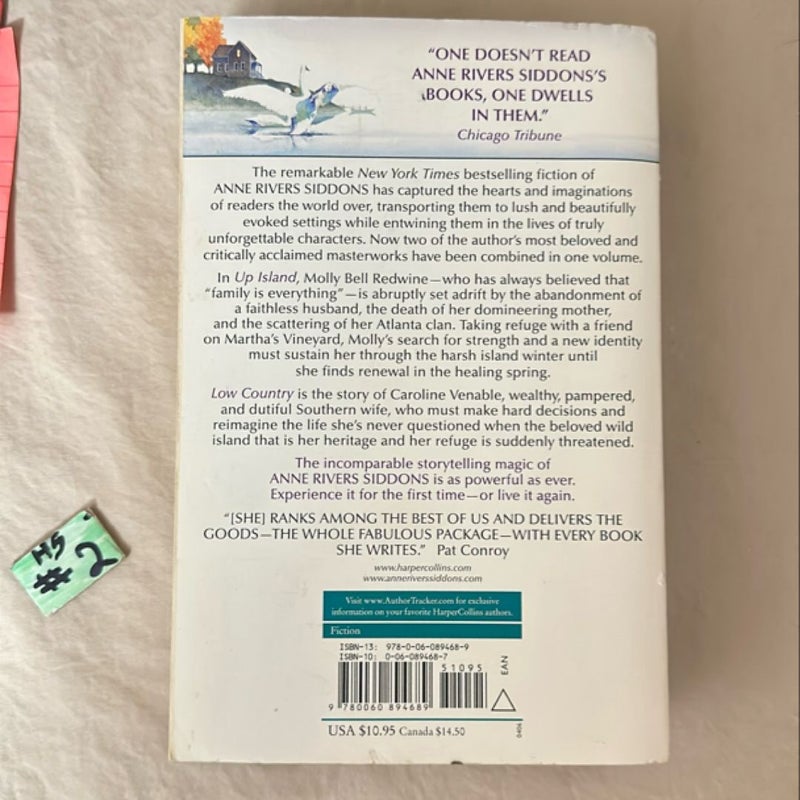 “ONE DOESN’T READ
ANNE RIVERS SIDDONS’S
BOOKS, ONE DWELLS
IN THEM.”
Chicago Tribune
The remarkable New York Times bestselling fiction of
ANNE RIVERS SIDDONS has captured the hearts and imaginations
of readers the world over, transporting them to lush and beautifully
evoked settings while entwining them in the lives of truly
unforgettable characters. Now two of the author’s most beloved and
critically acclaimed masterworks have been combined in one volume.
In Up Island, Molly Bell Redwine—who has always believed that
“family is everything”—is abruptly set adrift by the abandonment of
a faithless husband, the death of her domineering mother,
and the scattering of her Atlanta clan. Taking refuge with a friend
on Martha’s Vineyard, Molly’s search for strength and a new identity
must sustain her through the harsh island winter until
she finds renewal in the healing spring.
Low Country is the story of Caroline Venable, wealthy, pampered,
and dutiful Southern wife, who must make hard decisions and
reimagine the life she’s never questioned when the beloved wild
island that is her heritage and her refuge is suddenly threatened.
The incomparable storytelling magic of
ANNE RIVERS SIDDONS is as powerful as ever.
Experience it for the first time—or live it again.
“[SHE] RANKS AMONG THE BEST OF US AND DELIVERS THE
GOODS—THE WHOLE FABULOUS PACKAGE—WITH EVERY BOOK
SHE WRITES.” Pat Conroy
www.harpercollins.com
www.anneriverssiddons.com
Visit www.AuthorTracker.com for exclusive
information on your favorite HarperCollins authors.
Fiction
ISBN-13: 978-0-06-089468-9
ISBN-10: 0-06-089468-7
51095
EAN
9 780060 894689
USA $10.95 Canada $14.50
0406
HS
#2